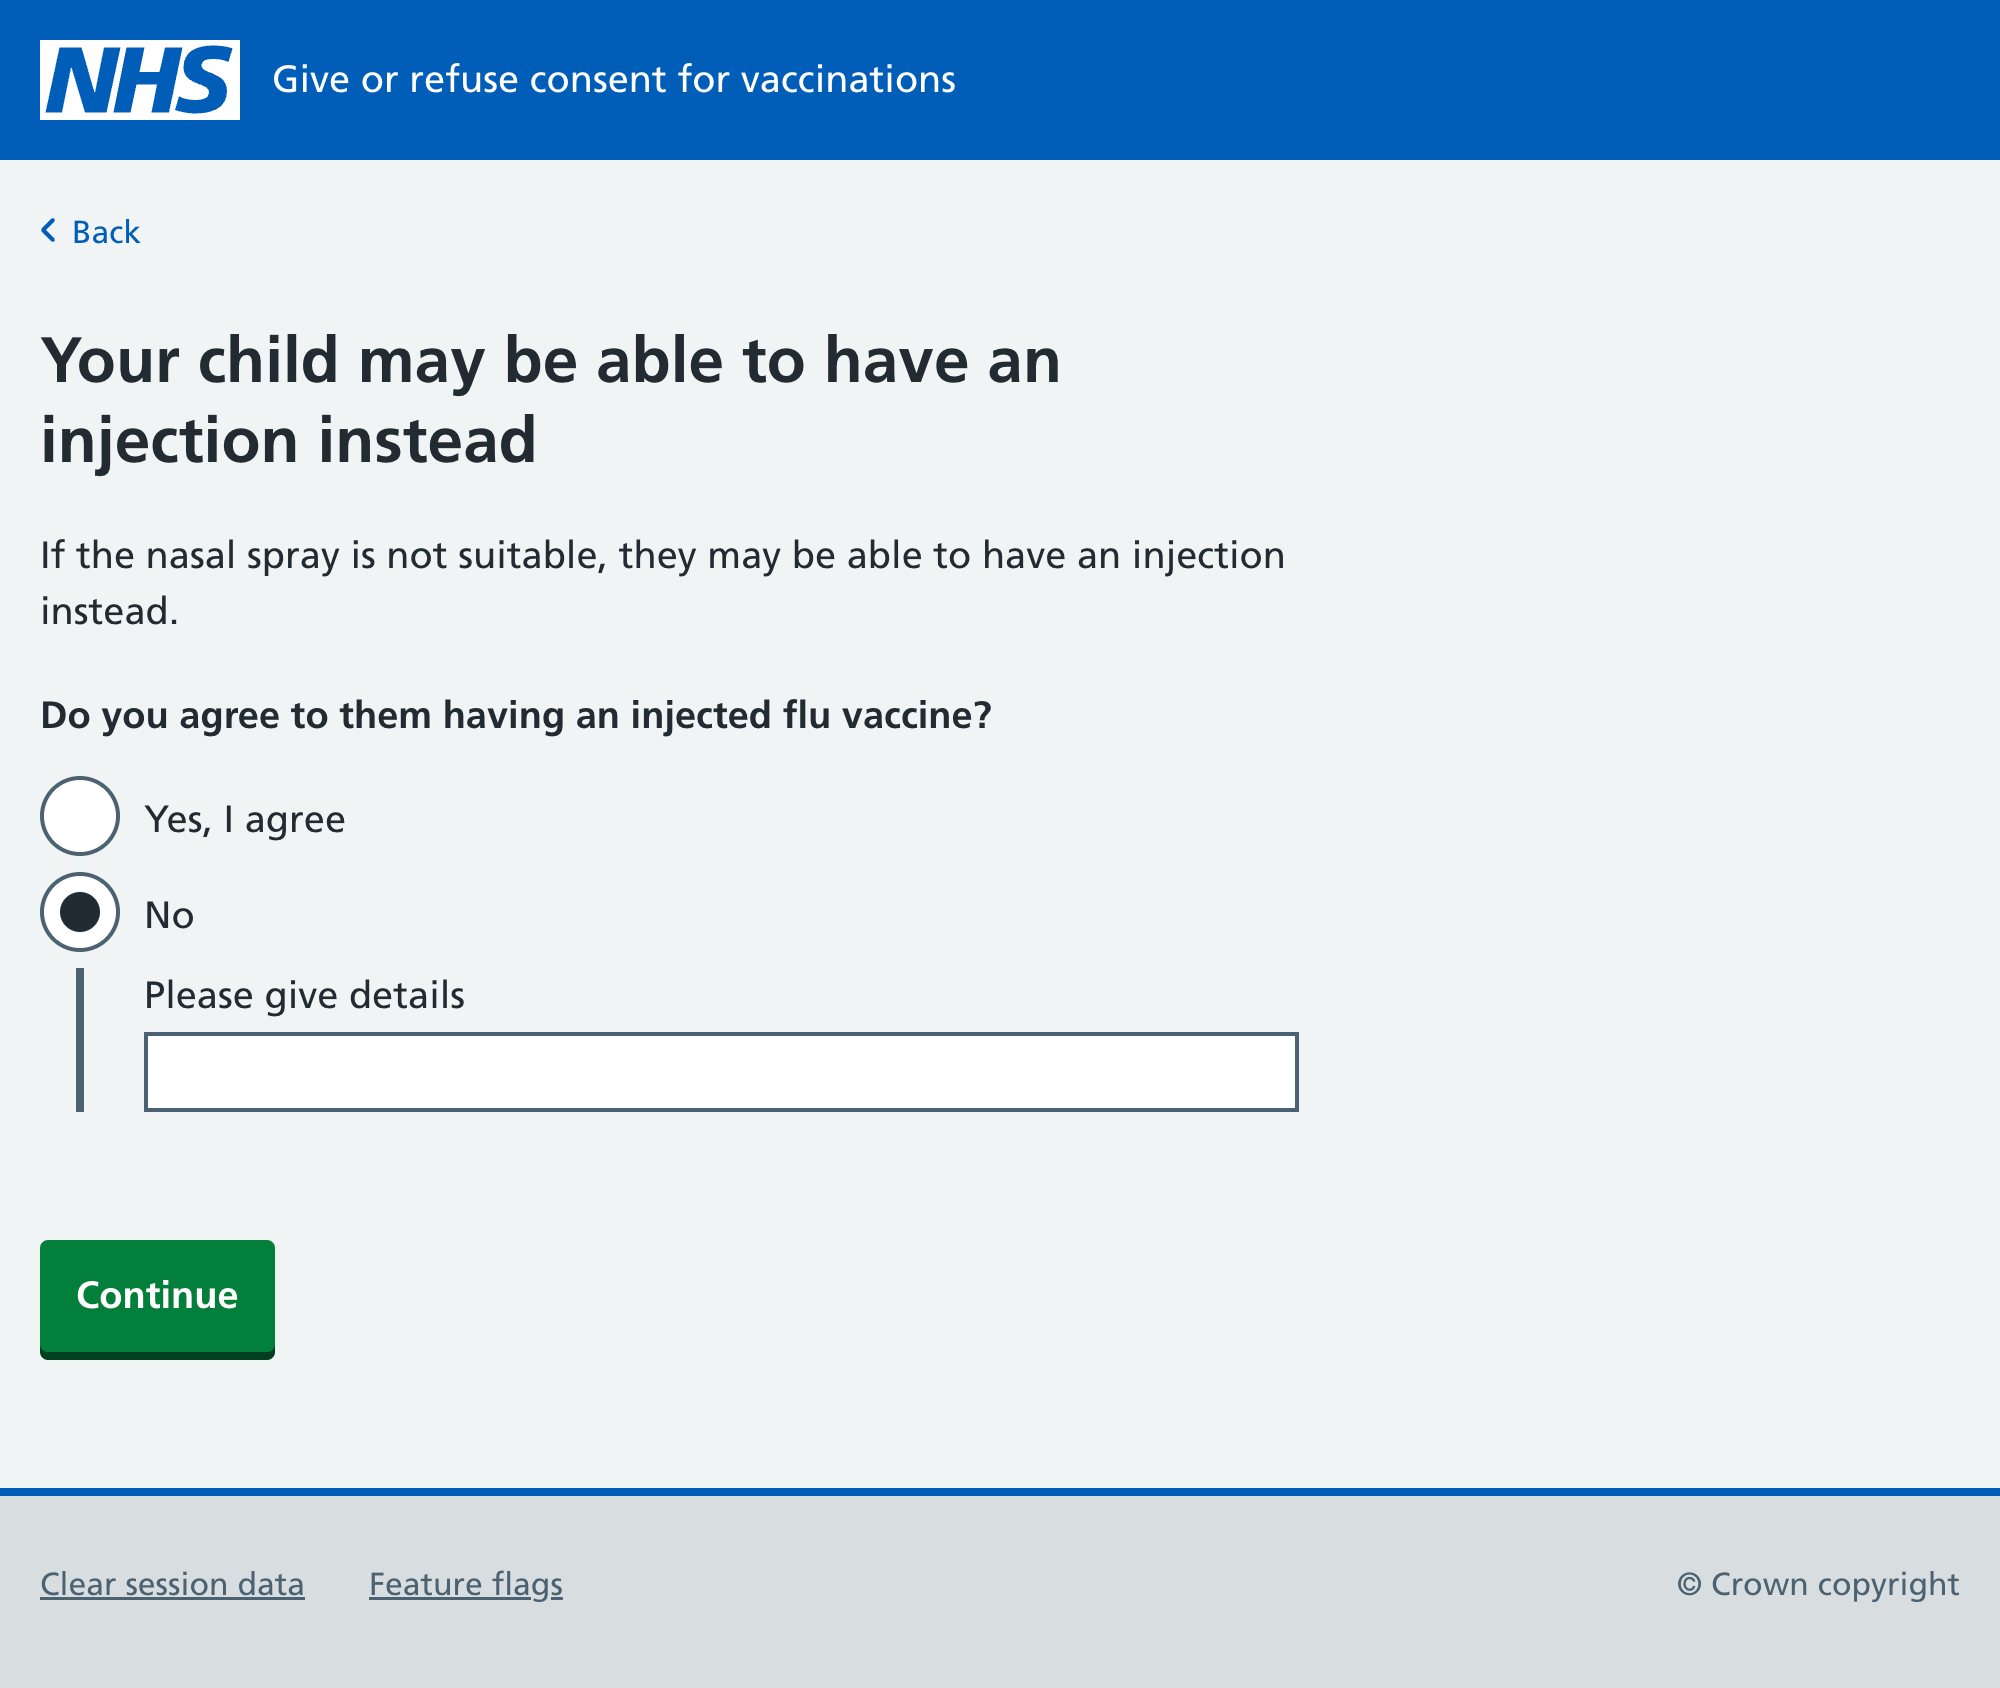 NHS Give or refuse consent for vaccinations
Back
Your child may be able to have an
injection instead
If the nasal spray is not suitable, they may be able to have an injection
instead.
Do you agree to them having an injected flu vaccine?
Yes, I agree
No
Please give details
Continue
Clear session data Feature flags © Crown copyright